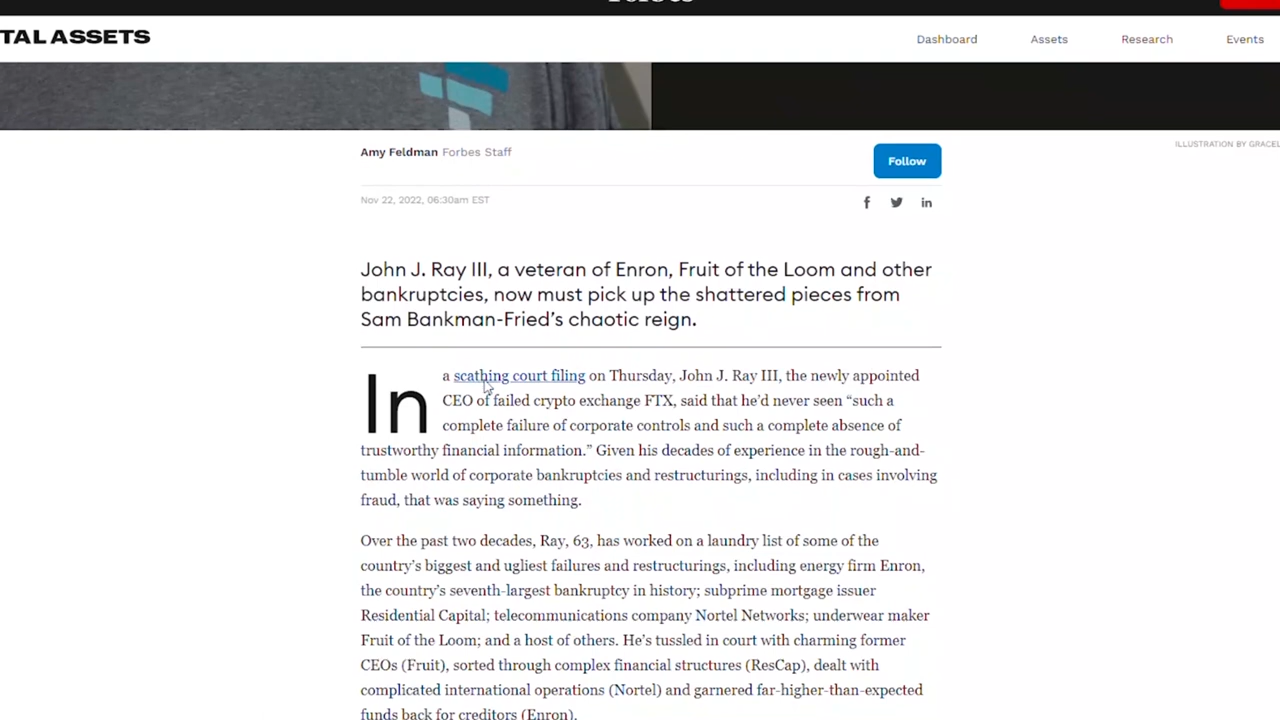 TAL ASSETS
Dashboard
Assets
Research
Events
ILLUSTRATION BY GRACEL
Amy Feldman Forbes Staff
Follow
Nov 22, 2022, 06:30am EST
John J. Ray III, a veteran of Enron, Fruit of the Loom and other
bankruptcies, now must pick up the shattered pieces from
Sam Bankman-Fried’s chaotic reign.
In a scathing court filing on Thursday, John J. Ray III, the newly appointed
CEO of failed crypto exchange FTX, said that he’d never seen “such a
complete failure of corporate controls and such a complete absence of
trustworthy financial information.” Given his decades of experience in the rough-and-
tumble world of corporate bankruptcies and restructurings, including in cases involving
fraud, that was saying something.
Over the past two decades, Ray, 63, has worked on a laundry list of some of the
country’s biggest and ugliest failures and restructurings, including energy firm Enron,
the country’s seventh-largest bankruptcy in history; subprime mortgage issuer
Residential Capital; telecommunications company Nortel Networks; underwear maker
Fruit of the Loom; and a host of others. He’s tussled in court with charming former
CEOs (Fruit), sorted through complex financial structures (ResCap), dealt with
complicated international operations (Nortel) and garnered far-higher-than-expected
funds back for creditors (Enron).